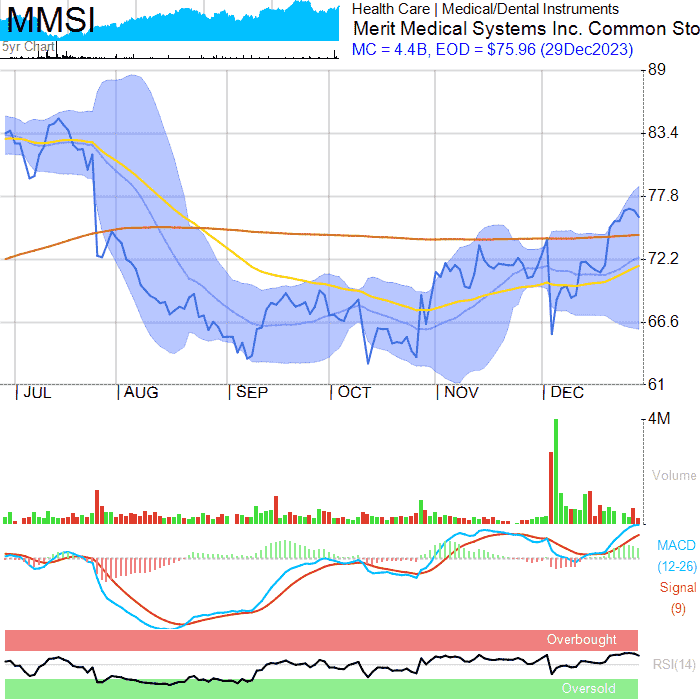 MMSI
5yr Chart
Health Care | Medical/Dental Instruments
Merit Medical Systems Inc. Common Sto
MC = 4.4B, EOD = $75.96 (29Dec2023)
89
83.4
77.8
72.2
66.6
61
JUL AUG SEP OCT NOV DEC
4M
Volume
MACD
(12-26)
Signal
(9)
Overbought
RSI(14)
Oversold